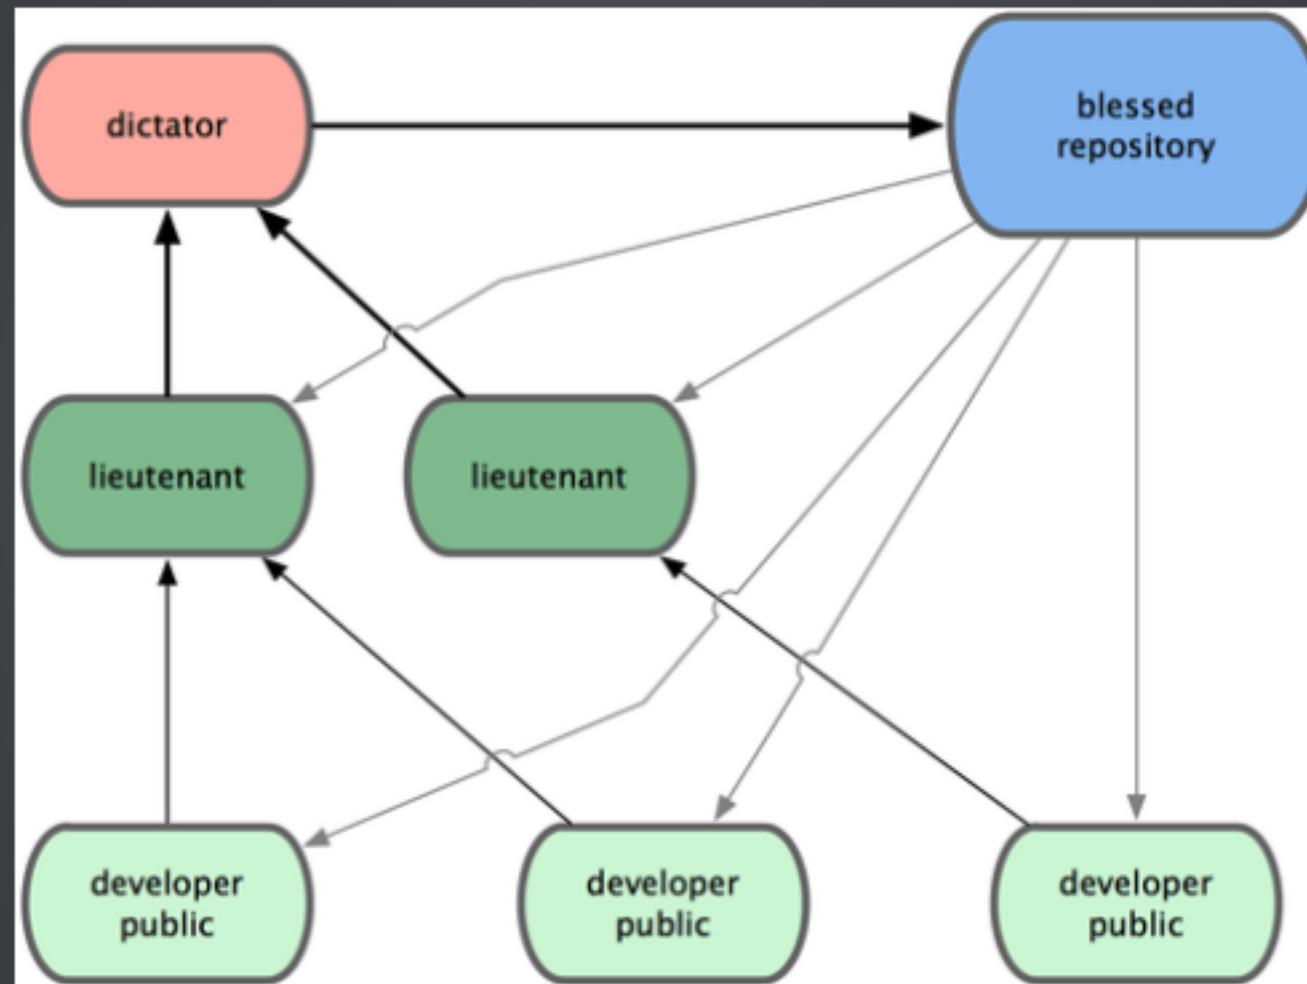 dictator
blessed
repository
lieutenant
lieutenant
developer
public
developer
public
developer
public